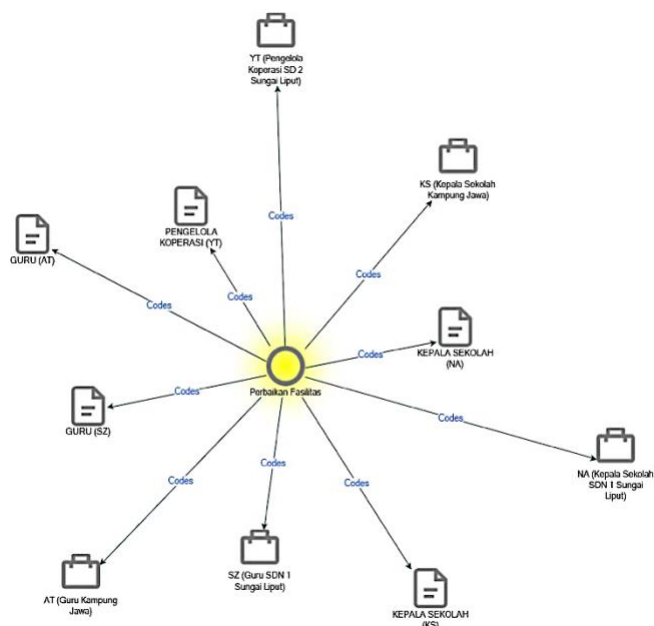 YT (Pengelola
Koperasi SD 2
Sungai Liput)
KS (Kepala Sekolah
Kampung Jawa)
PENGELOLA
KOPERASI (YT)
Codes
GURU (AT)
Codes
Codes
Codes
KEPALA SEKOLAH
(NA)
Codes
Perbaikan Fasilitas
Codes
GURU (SZ)
Codes
Codes
Codes
Codes
Codes
NA (Kepala Sekolah
SDN 1 Sungai
Liput)
SZ (Guru SDN 1
Sungai Liput)
AT (Guru Kampung
Jawa)
KEPALA SEKOLAH
(KS)